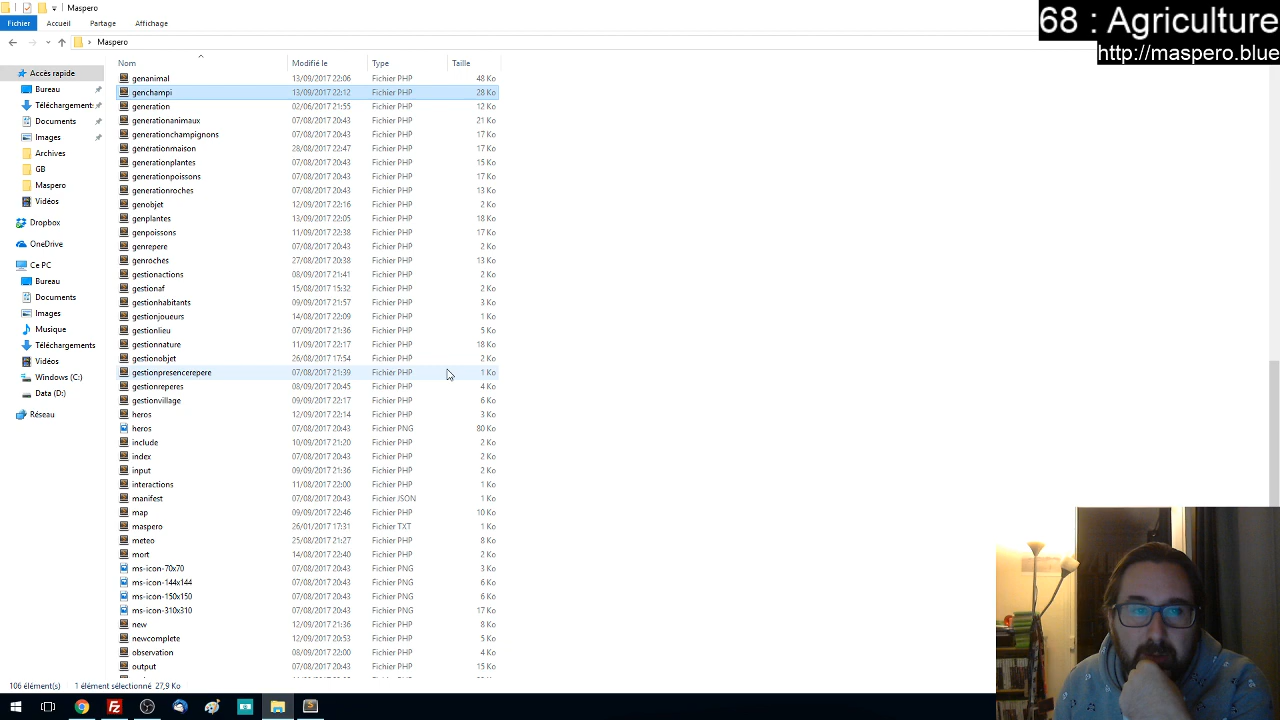 Maspero
68 : Agriculture
http://maspero.blue
Fichier Accueil Partage Affichage
Maspero
Nom Modifié le Type Taille
Accès rapide
Bureau
Téléchargement
Documents
Images
Archives
GB
Maspero
Vidéos
Dropbox
OneDrive
Ce PC
Bureau
Documents
Images
Musique
Téléchargements
Vidéos
Windows (C:)
Data (D:)
Réseau
genanimal 13/09/2017 22:06 Fichier PHP 48 Ko
genchampi 13/09/2017 22:12 Fichier PHP 28 Ko
generation 02/06/2017 21:55 Fichier PHP 12 Ko
generationanimaux 07/08/2017 20:43 Fichier PHP 21 Ko
generationchampignons 07/08/2017 20:43 Fichier PHP 17 Ko
generationmaison 28/08/2017 22:47 Fichier PHP 17 Ko
generationplantes 07/08/2017 20:43 Fichier PHP 15 Ko
generationpoissons 07/08/2017 20:43 Fichier PHP 17 Ko
generationroches 07/08/2017 20:43 Fichier PHP 13 Ko
genobjet 12/09/2017 22:16 Fichier PHP 2 Ko
genplantes 13/09/2017 22:05 Fichier PHP 18 Ko
genpoissons 11/09/2017 22:38 Fichier PHP 17 Ko
genrepere 07/08/2017 20:43 Fichier PHP 2 Ko
genroches 27/08/2017 20:38 Fichier PHP 13 Ko
gestionactions 08/09/2017 21:41 Fichier PHP 2 Ko
gestionaf 15/08/2017 15:32 Fichier PHP 2 Ko
gestionhabitants 09/09/2017 21:57 Fichier PHP 3 Ko
gestionjoueurs 14/08/2017 22:09 Fichier PHP 1 Ko
gestionlieu 07/09/2017 21:36 Fichier PHP 5 Ko
gestionnature 11/09/2017 22:17 Fichier PHP 18 Ko
gestionobjet 26/08/2017 17:54 Fichier PHP 2 Ko
gestionpresencerepere 07/08/2017 21:39 Fichier PHP 1 Ko
gestionreperes 08/09/2017 20:45 Fichier PHP 4 Ko
gestionvillage 09/09/2017 22:17 Fichier PHP 6 Ko
heros 12/09/2017 22:14 Fichier PHP 3 Ko
heros 07/08/2017 20:43 Fichier PNG 80 Ko
include 10/09/2017 21:20 Fichier PHP 2 Ko
index 07/08/2017 20:43 Fichier PHP 2 Ko
input 09/09/2017 21:36 Fichier PHP 2 Ko
interactions 11/08/2017 22:00 Fichier PHP 1 Ko
manifest 07/08/2017 20:43 Fichier JSON 1 Ko
map 09/09/2017 22:46 Fichier PHP 10 Ko
maspero 26/01/2017 17:31 Fichier TXT 1 Ko
meteo 25/08/2017 21:27 Fichier PHP 8 Ko
mort 14/08/2017 22:40 Fichier PHP 2 Ko
ms-icon-70x70 07/08/2017 20:43 Fichier PNG 3 Ko
ms-icon-144x144 07/08/2017 20:43 Fichier PNG 6 Ko
ms-icon-150x150 07/08/2017 20:43 Fichier PNG 6 Ko
ms-icon-310x310 07/08/2017 20:43 Fichier PNG 17 Ko
new 12/09/2017 21:36 Fichier PHP 8 Ko
newcomplete 12/09/2017 20:53 Fichier PHP 5 Ko
observation 08/09/2017 22:00 Fichier PHP 4 Ko
output 07/08/2017 20:43 Fichier PHP 15 Ko
106 élément(s) 1 élément sélectionné 27,9 Ko